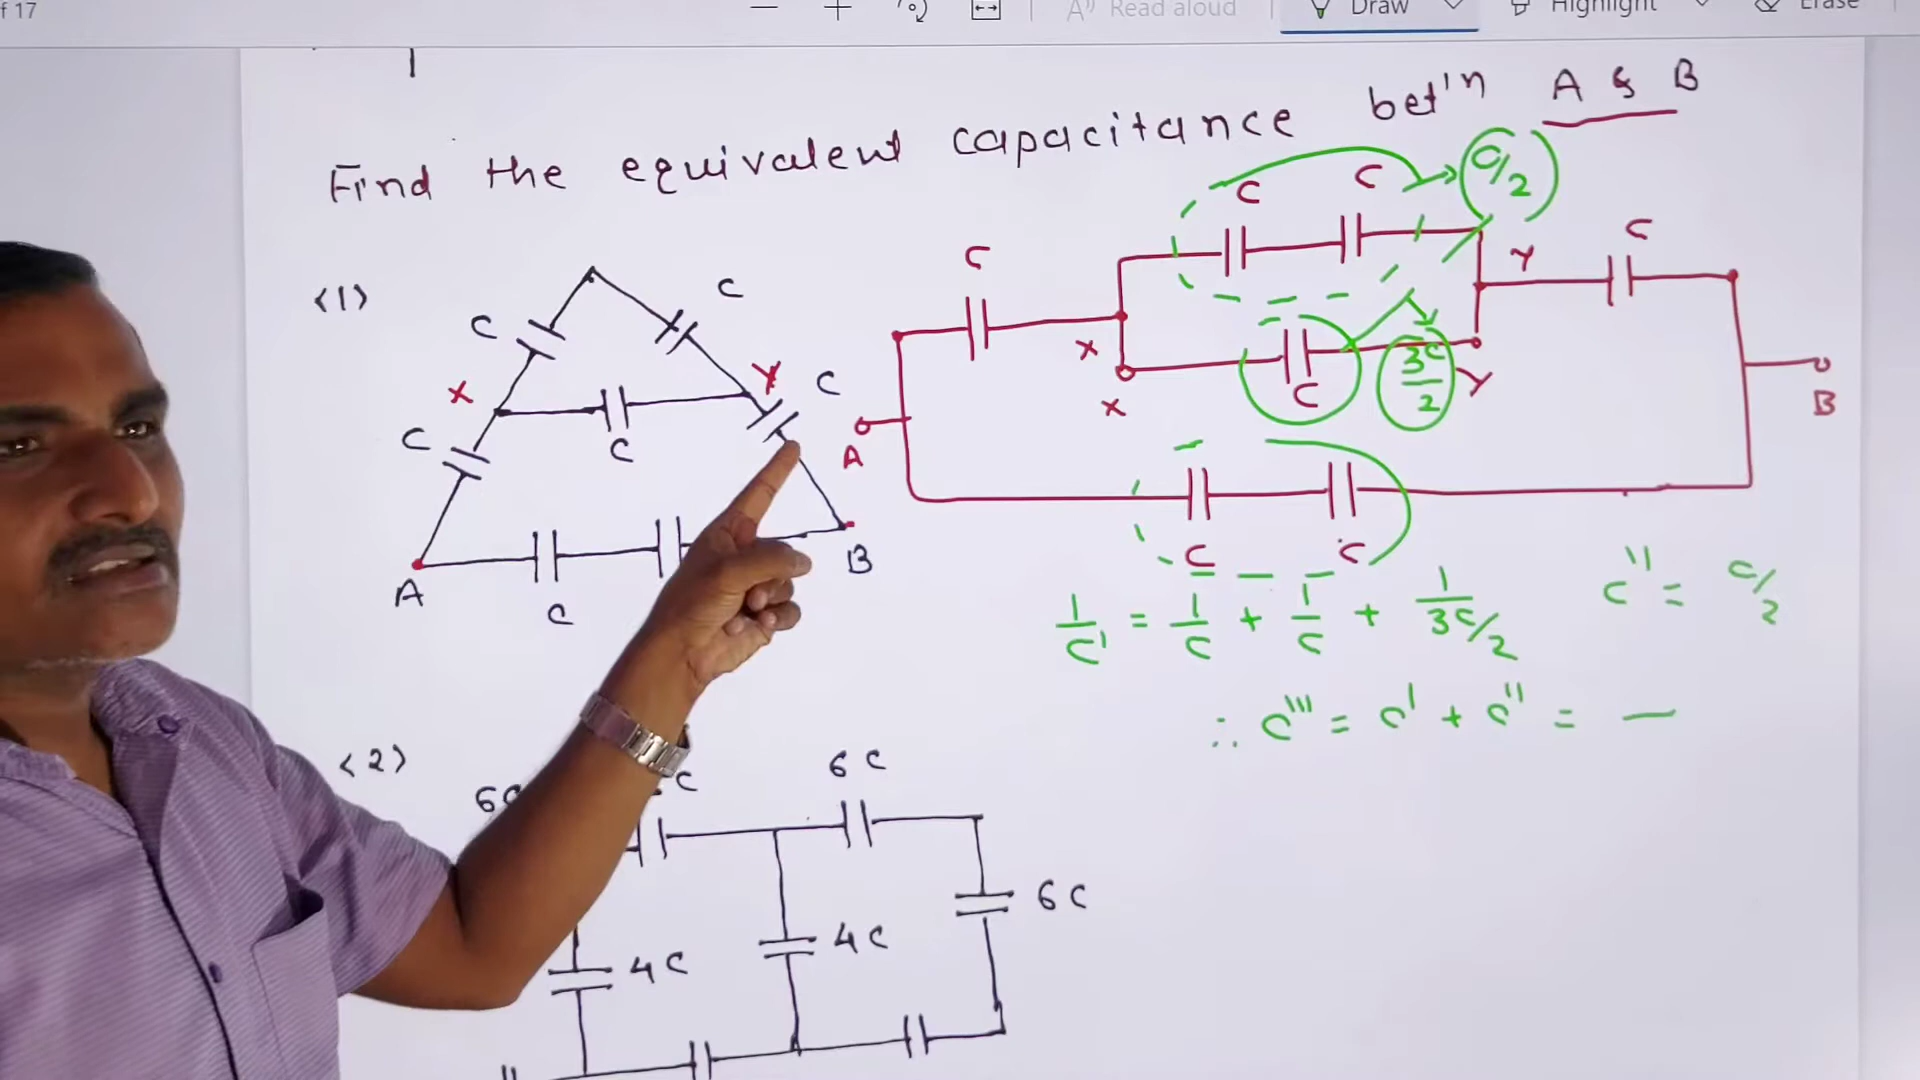 f 17
Read aloud
Draw
Highlight
Erase
Find the equivalent capacitance bet'n A & B
<1>
C
C
X
Y
C
C
C
A
C
B
C
C
C
C/2
C
X
X
Y
Y
C
3C/2
A
B
C
C
1/C' = 1/C + 1/C + 1/3C/2
C'' = C/2
∴ C''' = C' + C'' = —
<2>
C
6C
6C
4C
4C